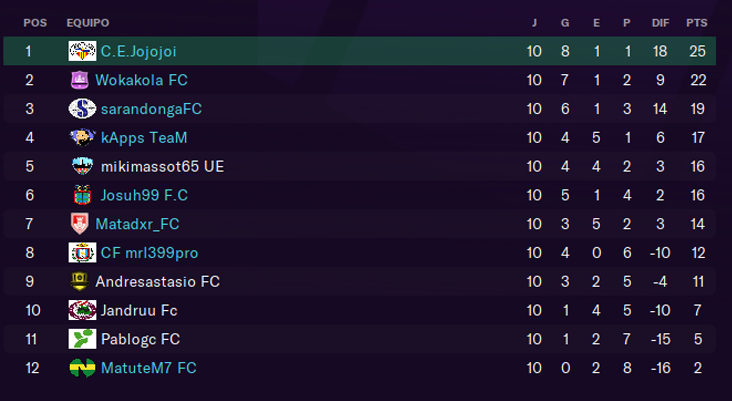 POS EQUIPO J G E P DIF PTS
1 C.E.Jojojoi 10 8 1 1 18 25
2 Wokakola FC 10 7 1 2 9 22
3 sarandongaFC 10 6 1 3 14 19
4 kApps TeaM 10 4 5 1 6 17
5 mikimassot65 UE 10 4 4 2 3 16
6 Josuh99 F.C 10 5 1 4 2 16
7 Matadxr_FC 10 3 5 2 3 14
8 CF mrl399pro 10 4 0 6 -10 12
9 Andresastasio FC 10 3 2 5 -4 11
10 Jandruu Fc 10 1 4 5 -10 7
11 Pablogc FC 10 1 2 7 -15 5
12 MatuteM7 FC 10 0 2 8 -16 2